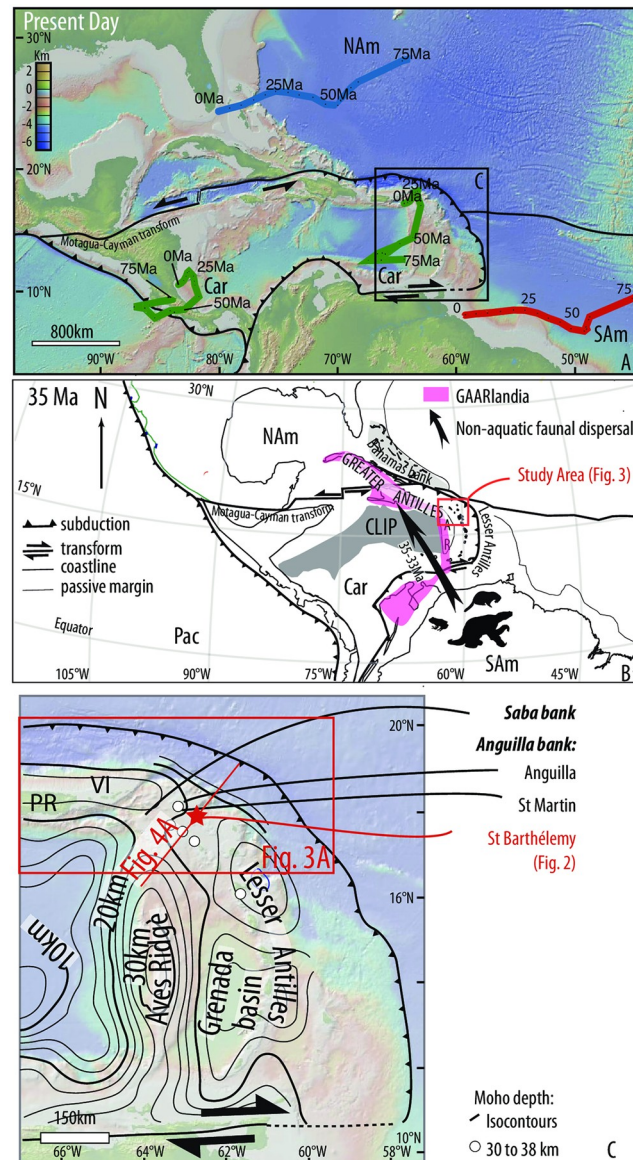 Present Day
30°N
20°N
10°N
Km
2
0
-2
-4
-6
NAm
75Ma
25Ma
50Ma
0Ma
25Ma
0Ma
C
50Ma
75Ma
Car
Motagua-Cayman transform
0Ma
25Ma
75Ma
Car
50Ma
0
25
50
75
SAm
800km
90°W
80°W
70°W
60°W
50°W
A
35 Ma
N
30°N
15°N
NAm
GAARlandia
Non-aquatic faunal dispersal
Study Area (Fig. 3)
Bahamas bank
GREATER
ANTILLES
Motagua-Cayman transform
subduction
transform
coastline
passive margin
CLIP
A
R
Lesser Antilles
35-33Ma
Car
Equator
Pac
SAm
105°W
90°W
75°W
60°W
45°W
B
20°N
Saba bank
Anguilla bank:
Anguilla
St Martin
St Barthélemy
(Fig. 2)
VI
PR
Fig. 4A
Fig. 3A
Lesser
16°N
20km
10km
30km
Aves Ridge
Grenada
basin
Antilles
150km
10°N
66°W
64°W
62°W
60°W
58°W
Moho depth:
Isocontours
30 to 38 km
C